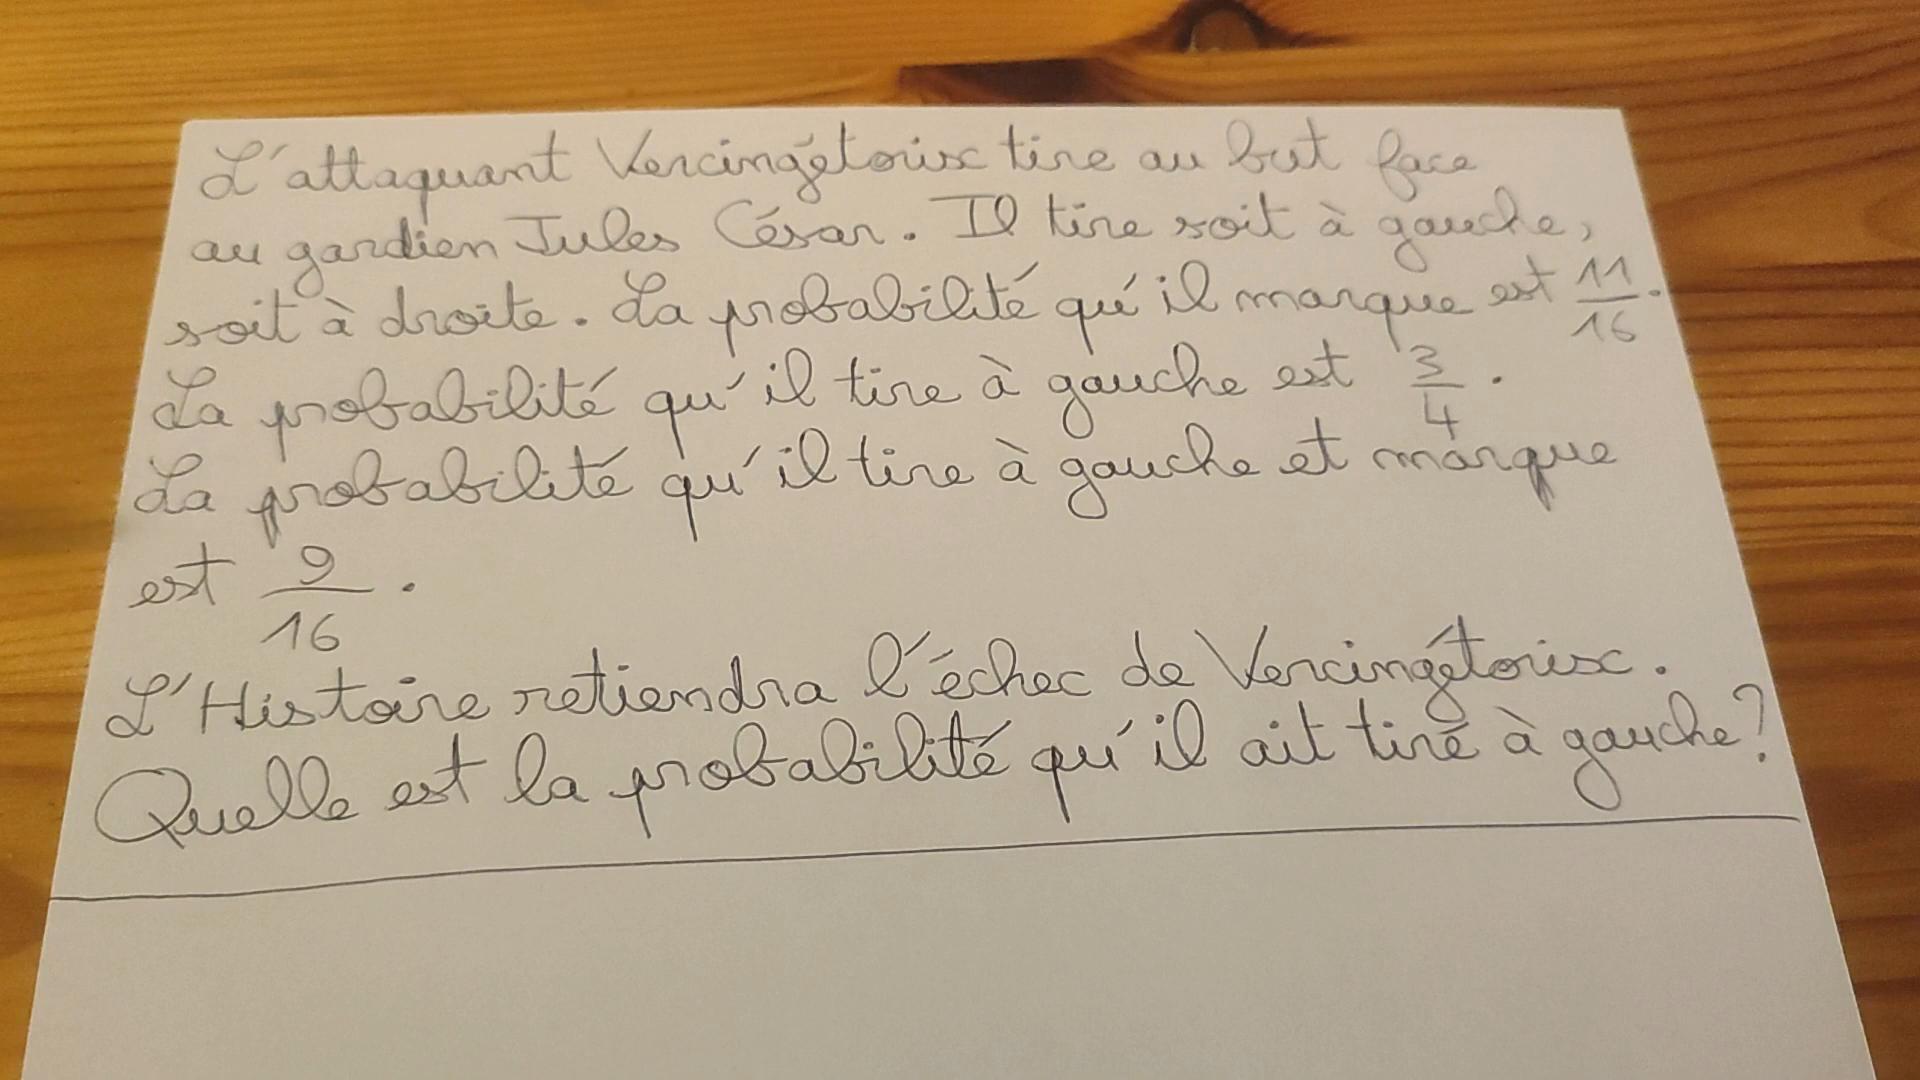 L'attaquant Vercingétorix tire au but face
au gardien Jules César. Il tire soit à gauche,
soit à droite. La probabilité qu'il marque est 11/16.
La probabilité qu'il tire à gauche est 3/4.
La probabilité qu'il tire à gauche et marque
est 9/16.
L'Histoire retiendra l'échec de Vercingétorix.
Quelle est la probabilité qu'il ait tiré à gauche?